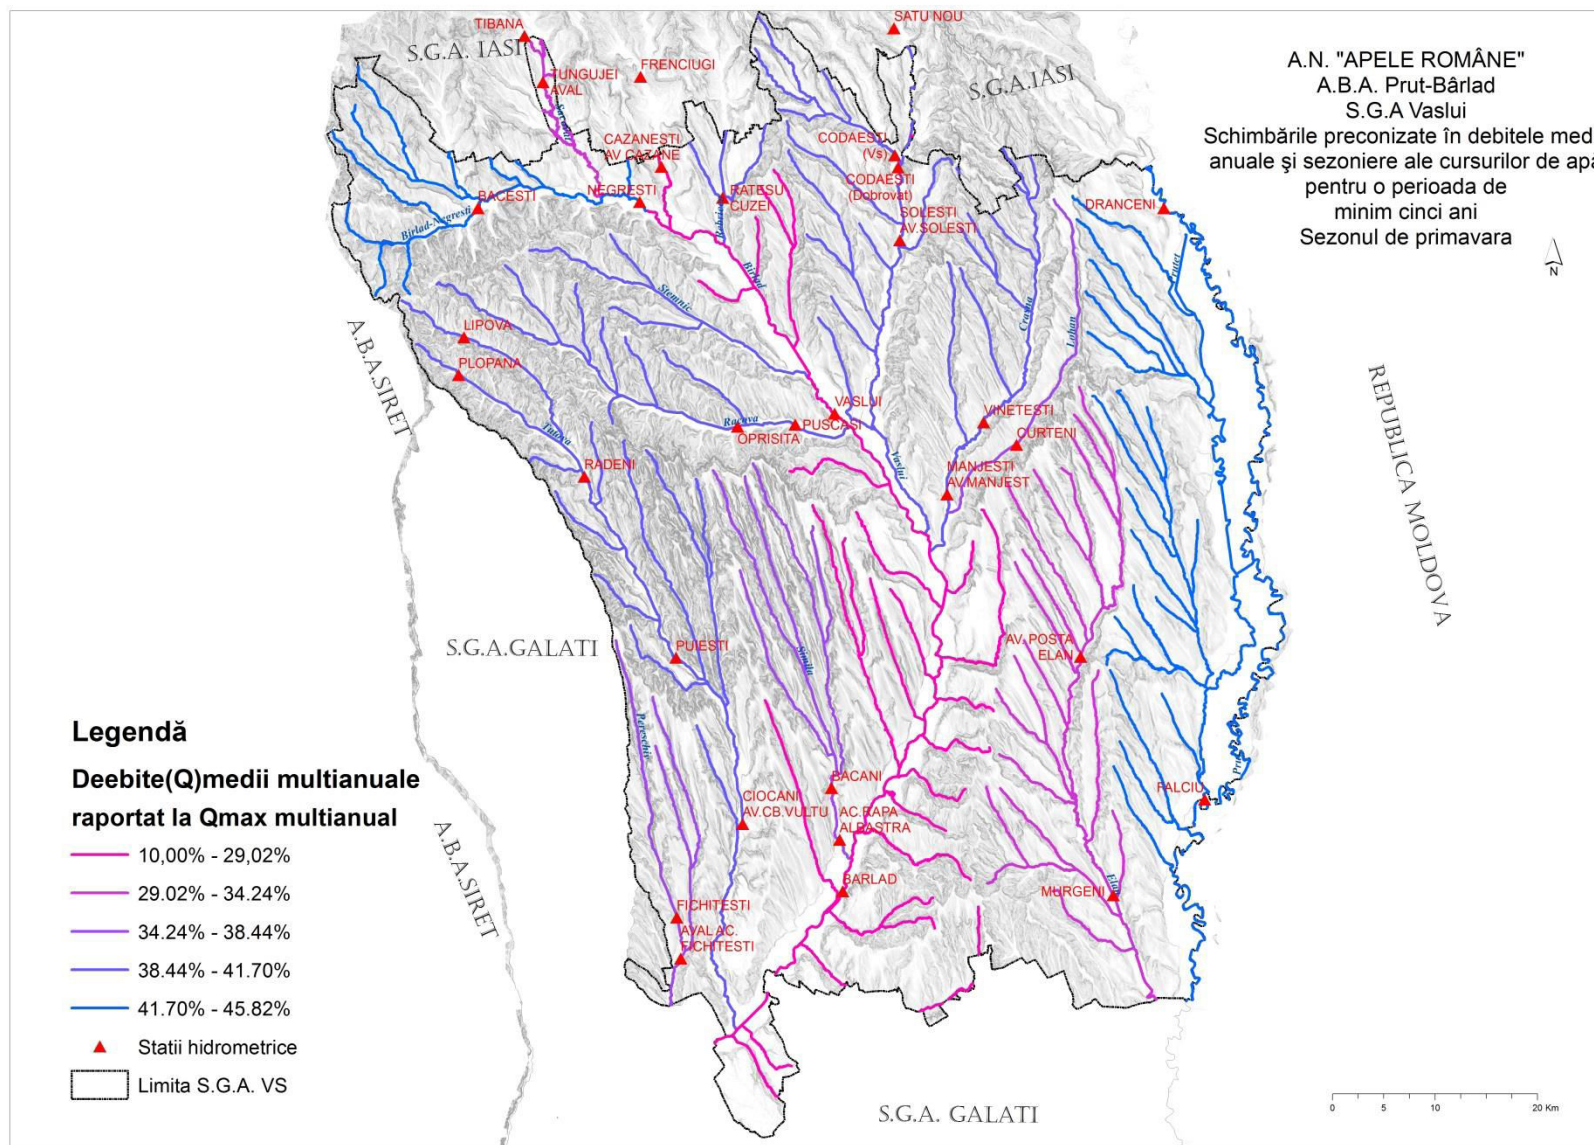 TIBANA
S.G.A. IASI
TUNGUJEI
AVAL
FRENCIUGI
SATU NOU
S.G.A.IASI
A.N. "APELE ROMÂNE"
A.B.A. Prut-Bârlad
S.G.A Vaslui
Schimbările preconizate în debitele med
anuale şi sezoniere ale cursurilor de apa
pentru o perioada de
minim cinci ani
Sezonul de primavara
N
CAZANESTI
AV CAZANE
CODAESTI
(Vs)
CODAESTI
(Dobrovat)
NEGRESTI
RATESU
CUZEI
BACESTI
Birlad-Negresti
SOLESTI
AV.SOLESTI
DRANCENI
Birlad
Stemnic
Crasna
Lohan
LIPOVA
PLOPANA
A.B.A.SIRET
REPUBLICA MOLDOVA
VASLUI
Racova
PUSCASI
OPRISITA
VINETESTI
CURTENI
Tutova
RADENI
Vaslui
MANJESTI
AV.MANJEST
S.G.A.GALATI
PUIESTI
Simila
AV. POSTA
ELAN
Pereschiv
BACANI
CIOCANI
AV.CB.VULTU
AC.RAPA
ALBASTRA
FALCIU
BARLAD
MURGENI
Elan
FICHITESTI
AVAL AC.
FICHITESTI
A.B.A.SIRET
S.G.A. GALATI
Legendă
Deebite(Q)medii multianuale
raportat la Qmax multianual
10,00% - 29,02%
29.02% - 34.24%
34.24% - 38.44%
38.44% - 41.70%
41.70% - 45.82%
Statii hidrometrice
Limita S.G.A. VS
0 5 10 20 Km